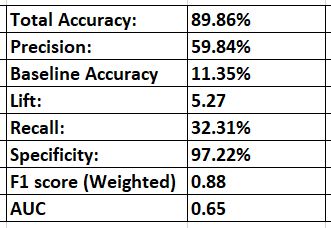 Total Accuracy: 89.86%
Precision: 59.84%
Baseline Accuracy 11.35%
Lift: 5.27
Recall: 32.31%
Specificity: 97.22%
F1 score (Weighted) 0.88
AUC 0.65